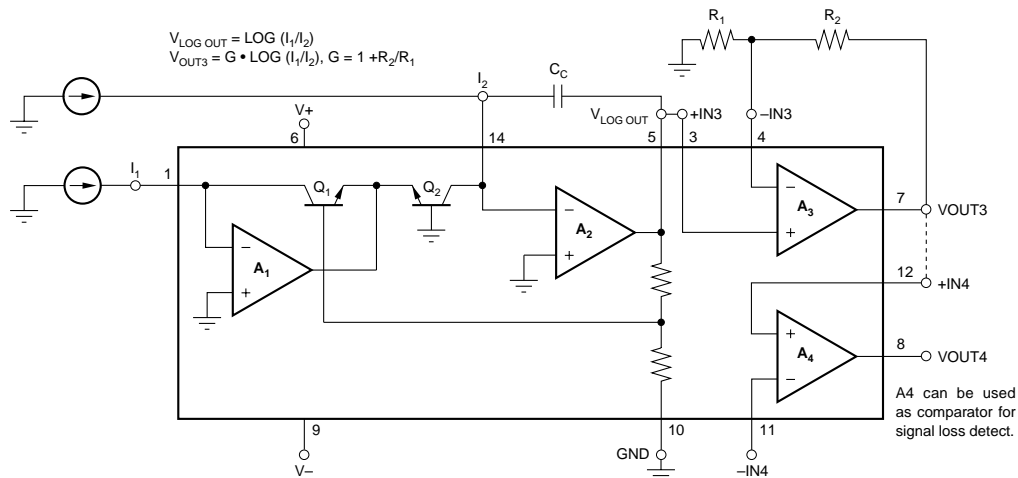 V_LOG OUT = LOG (I₁/I₂)
V_OUT3 = G • LOG (I₁/I₂), G = 1 +R₂/R₁
R₁
R₂
I₂
C_C
V_LOG OUT
+IN3
–IN3
V+
6
14
5
3
4
I₁
1
Q₁
Q₂
A₁
–
+
A₂
–
+
A₃
–
+
7
VOUT3
12
+IN4
A₄
+
–
8
VOUT4
A4 can be used
as comparator for
signal loss detect.
9
10
11
V–
GND
–IN4